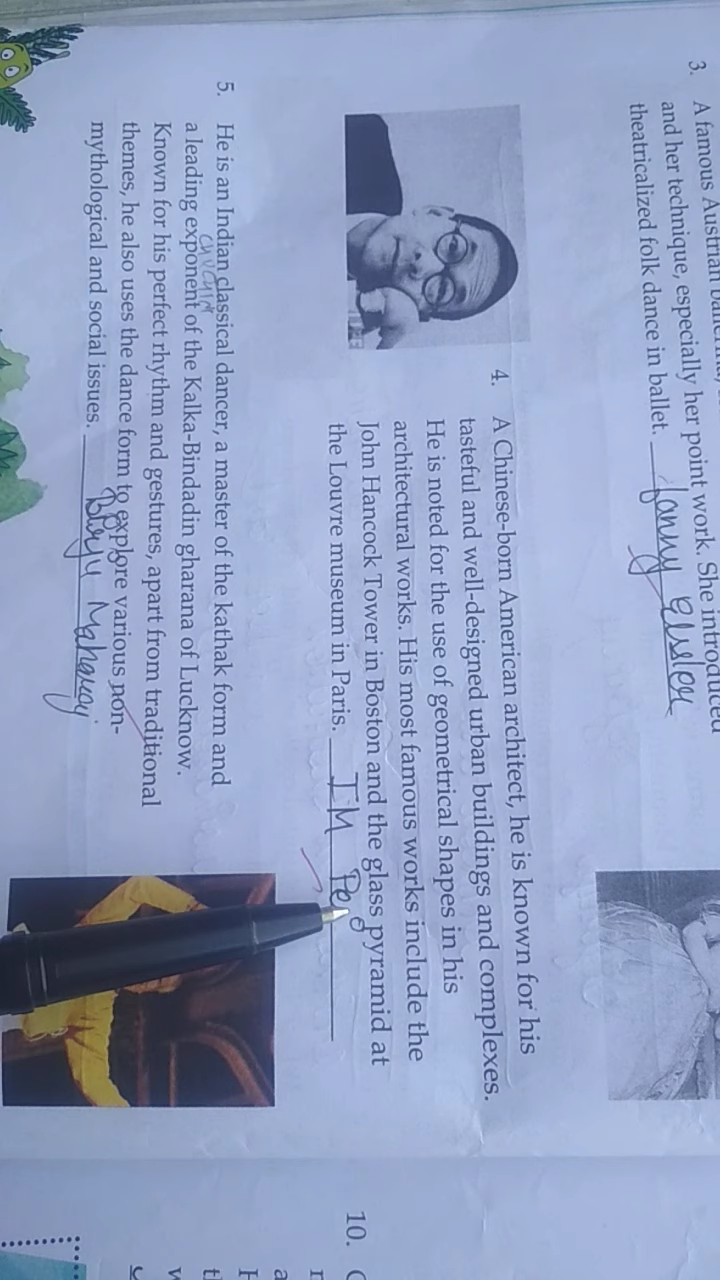 3. A famous Austrian
and her technique, especially her point work. She introduced
theatricalized folk dance in ballet. fanny Elsler
4. A Chinese-born American architect, he is known for his
tasteful and well-designed urban buildings and complexes.
He is noted for the use of geometrical shapes in his
architectural works. His most famous works include the
John Hancock Tower in Boston and the glass pyramid at
the Louvre museum in Paris. I M Pe
5. He is an Indian classical dancer, a master of the kathak form and
a leading exponent of the Kalka-Bindadin gharana of Lucknow.
Known for his perfect rhythm and gestures, apart from traditional
themes, he also uses the dance form to explore various non-
mythological and social issues. Birju Maharaj
10.